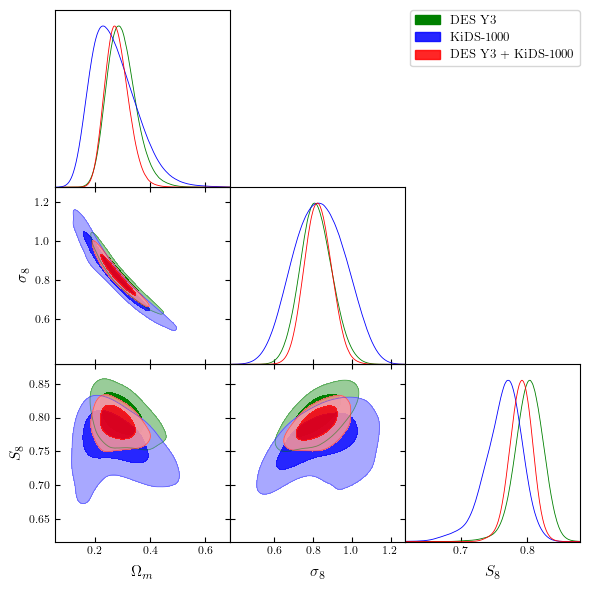 DES Y3
KiDS-1000
DES Y3 + KiDS-1000
1.2
1.0
σ₈
0.8
0.6
0.85
0.80
S₈
0.75
0.70
0.65
0.2 0.4 0.6 0.6 0.8 1.0 1.2 0.7 0.8
Ωₘ σ₈ S₈